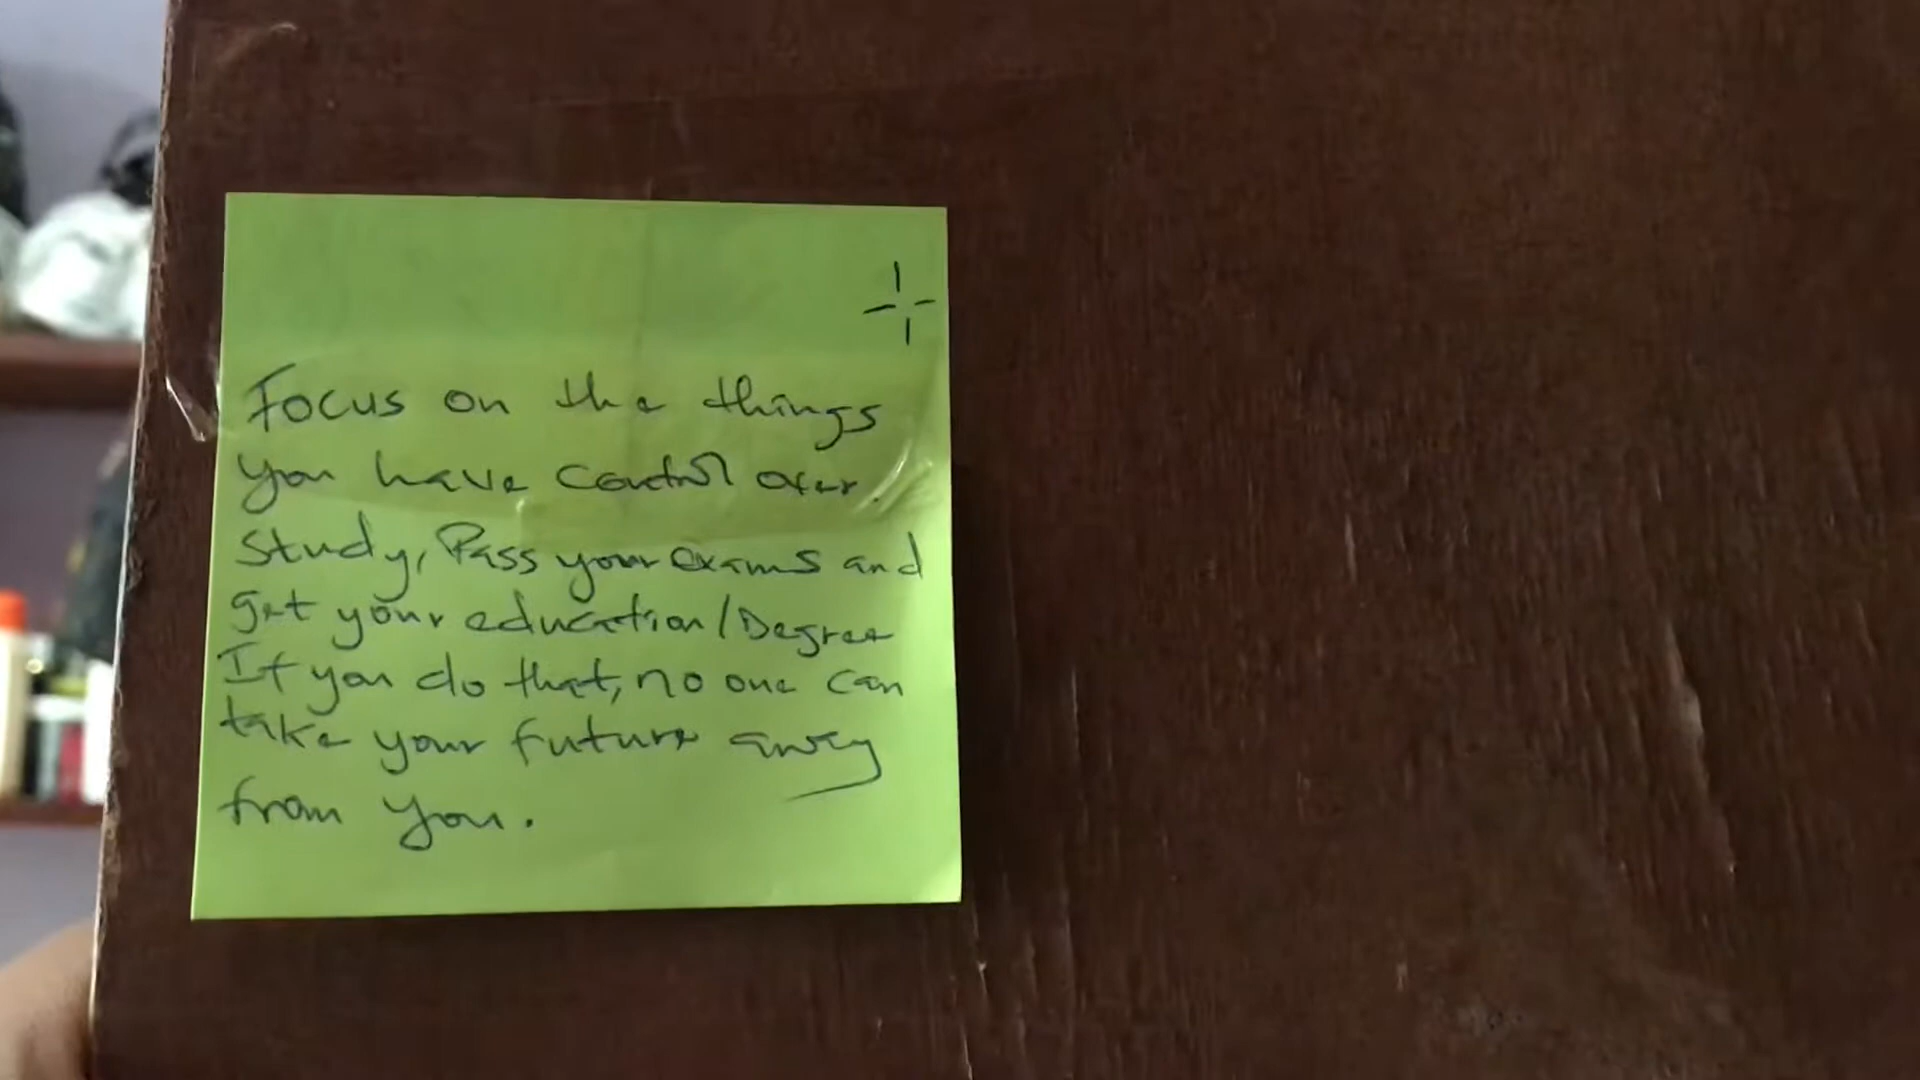 Focus on the things
you have control over.
Study, Pass your exams and
get your education/Degree
If you do that, no one can
take your future away
from you.